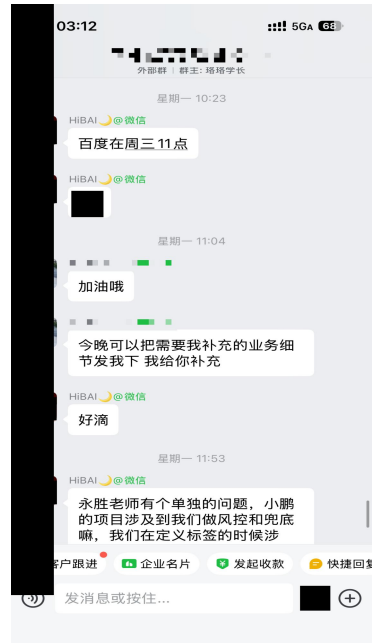 03:12
5GA 68
外部群 | 群主: 珞珞学长
星期一 10:23
HiBAI🌙@微信
百度在周三11点
HiBAI🌙@微信
星期一 11:04
加油哦
今晚可以把需要我补充的业务细
节发我下 我给你补充
HiBAI🌙@微信
好滴
星期一 11:53
HiBAI🌙@微信
永胜老师有个单独的问题，小鹏
的项目涉及到我们做风控和兜底
嘛，我们在定义标签的时候涉
户跟进 企业名片 发起收款 快捷回复
发消息或按住...